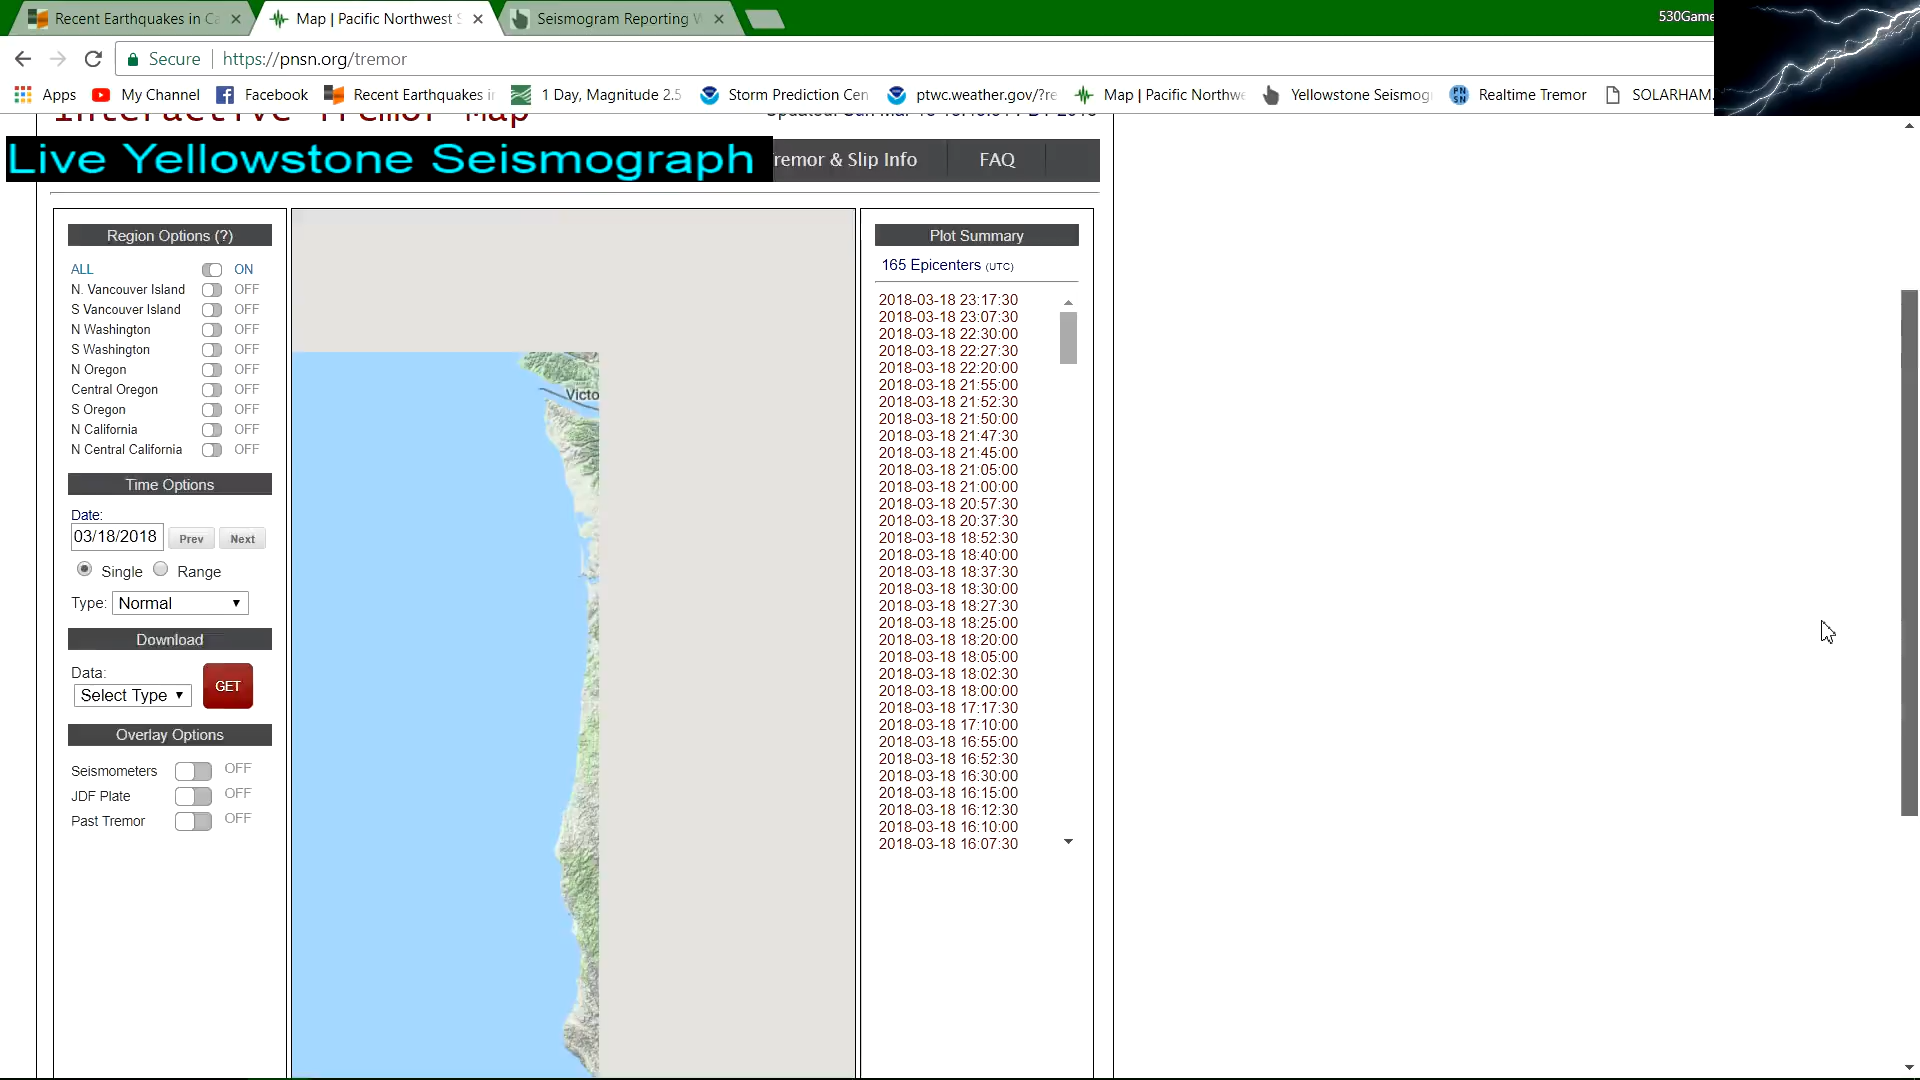 Recent Earthquakes in Ca
Map | Pacific Northwest S
Seismogram Reporting W
530Game
Secure
https://pnsn.org/tremor
Apps
My Channel
Facebook
Recent Earthquakes in
1 Day, Magnitude 2.5
Storm Prediction Cen
ptwc.weather.gov/?re
Map | Pacific Northwe
Yellowstone Seismog
Realtime Tremor
SOLARHAM.
Interactive Tremor Map
Live Yellowstone Seismograph
Tremor & Slip Info
FAQ
Region Options (?)
ALL ON
N. Vancouver Island OFF
S Vancouver Island OFF
N Washington OFF
S Washington OFF
N Oregon OFF
Central Oregon OFF
S Oregon OFF
N California OFF
N Central California OFF
Time Options
Date:
03/18/2018 Prev Next
Single Range
Type: Normal
Download
Data:
Select Type GET
Overlay Options
Seismometers OFF
JDF Plate OFF
Past Tremor OFF
Victo
Plot Summary
165 Epicenters (UTC)
2018-03-18 23:17:30
2018-03-18 23:07:30
2018-03-18 22:30:00
2018-03-18 22:27:30
2018-03-18 22:20:00
2018-03-18 21:55:00
2018-03-18 21:52:30
2018-03-18 21:50:00
2018-03-18 21:47:30
2018-03-18 21:45:00
2018-03-18 21:05:00
2018-03-18 21:00:00
2018-03-18 20:57:30
2018-03-18 20:37:30
2018-03-18 18:52:30
2018-03-18 18:40:00
2018-03-18 18:37:30
2018-03-18 18:30:00
2018-03-18 18:27:30
2018-03-18 18:25:00
2018-03-18 18:20:00
2018-03-18 18:05:00
2018-03-18 18:02:30
2018-03-18 18:00:00
2018-03-18 17:17:30
2018-03-18 17:10:00
2018-03-18 16:55:00
2018-03-18 16:52:30
2018-03-18 16:30:00
2018-03-18 16:15:00
2018-03-18 16:12:30
2018-03-18 16:10:00
2018-03-18 16:07:30